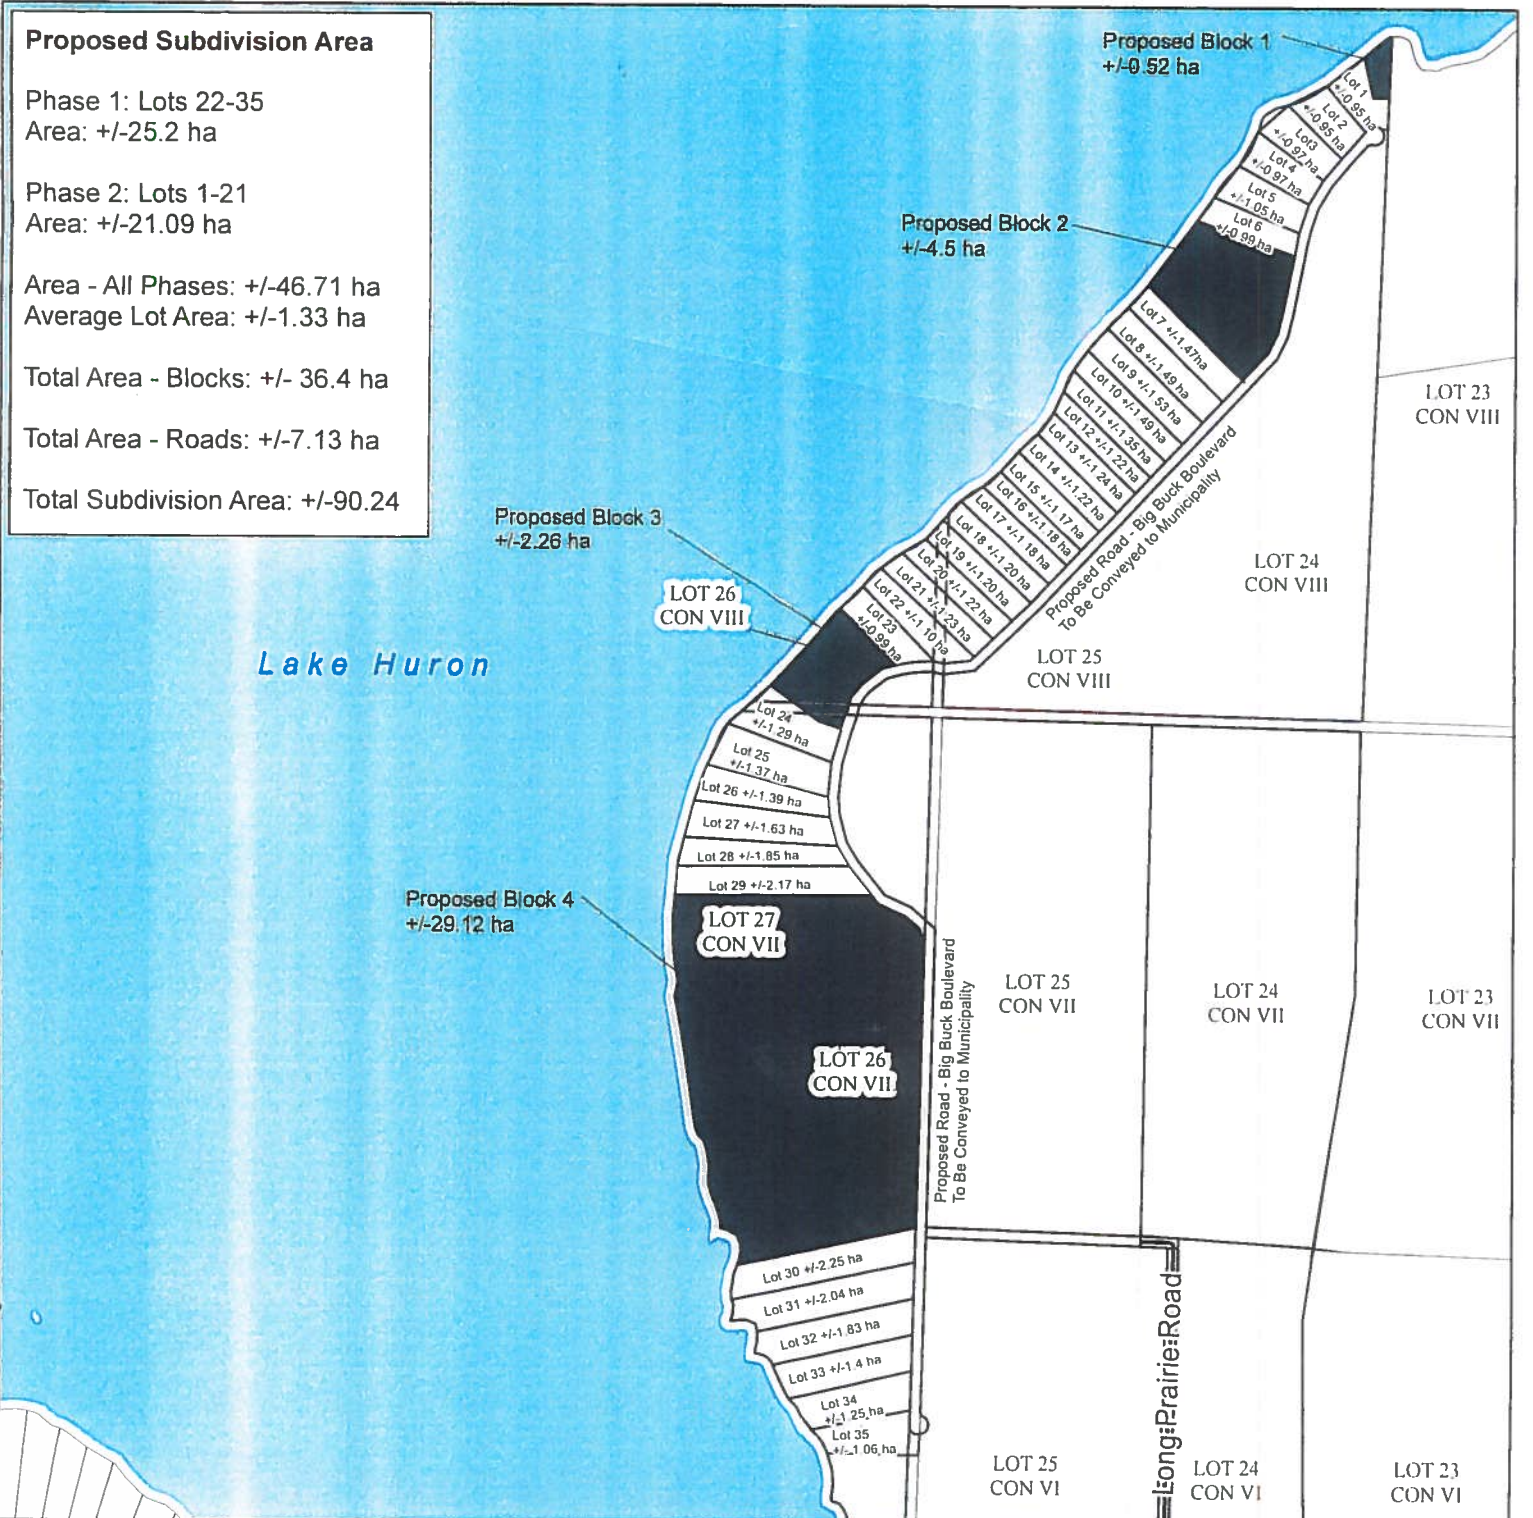 Proposed Subdivision Area
Phase 1: Lots 22-35
Area: +/-25.2 ha
Phase 2: Lots 1-21
Area: +/-21.09 ha
Area - All Phases: +/-46.71 ha
Average Lot Area: +/-1.33 ha
Total Area - Blocks: +/- 36.4 ha
Total Area - Roads: +/-7.13 ha
Total Subdivision Area: +/-90.24
Proposed Block 1
+/-0.52 ha
Lot 1
+/-0.95 ha
Lot 2
+/-0.95 ha
Lot3
+/-0.97 ha
Lot 4
+/-0.97 ha
Lot 5
+/-1.05 ha
Lot 6
+/-0.99 ha
Proposed Block 2
+/-4.5 ha
Lot 7 +/-1.47ha
Lot 8 +/-1.49 ha
Lot 9 +/-1.53 ha
Lot 10 +/-1.49 ha
Lot 11 +/-1.35 ha
Lot 12 +/-1.22 ha
Lot 13 +/-1.24 ha
Lot 14 +/-1.22 ha
Lot 15 +/-1.17 ha
Lot 16 +/-1.18 ha
Lot 17 +/-1.18 ha
Lot 18 +/-1.20 ha
Lot 19 +/-1.20 ha
Lot 20 +/-1.22 ha
Lot 21 +/-1.23 ha
Lot 22 +/-1.10 ha
Lot 23
+/-0.99 ha
Proposed Road - Big Buck Boulevard
To Be Conveyed to Municipality
LOT 23
CON VIII
LOT 24
CON VIII
LOT 25
CON VIII
Proposed Block 3
+/-2.26 ha
LOT 26
CON VIII
Lake Huron
Lot 24
+/-1.29 ha
Lot 25
+/-1.37 ha
Lot 26 +/-1.39 ha
Lot 27 +/-1.63 ha
Lot 28 +/-1.85 ha
Lot 29 +/-2.17 ha
Proposed Block 4
+/-29.12 ha
LOT 27
CON VII
LOT 26
CON VII
Proposed Road - Big Buck Boulevard
To Be Conveyed to Municipality
LOT 25
CON VII
LOT 24
CON VII
LOT 23
CON VII
Lot 30 +/-2.25 ha
Lot 31 +/-2.04 ha
Lot 32 +/-1.83 ha
Lot 33 +/-1.4 ha
Lot 34
+/-1.25 ha
Lot 35
+/-1.06 ha
Long Prairie Road
LOT 25
CON VI
LOT 24
CON VI
LOT 23
CON VI